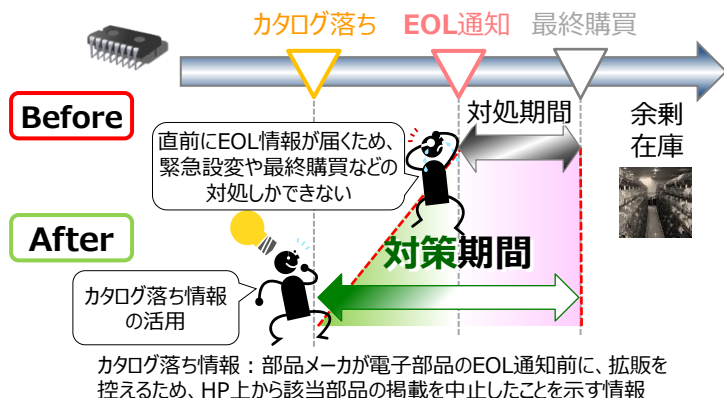 カタログ落ち
EOL通知
最終購買
Before
対処期間
余剰
在庫
直前にEOL情報が届くため、
緊急設変や最終購買などの
対処しかできない
After
対策期間
カタログ落ち情報
の活用
カタログ落ち情報：部品メーカが電子部品のEOL通知前に、拡販を
控えるため、HP上から該当部品の掲載を中止したことを示す情報